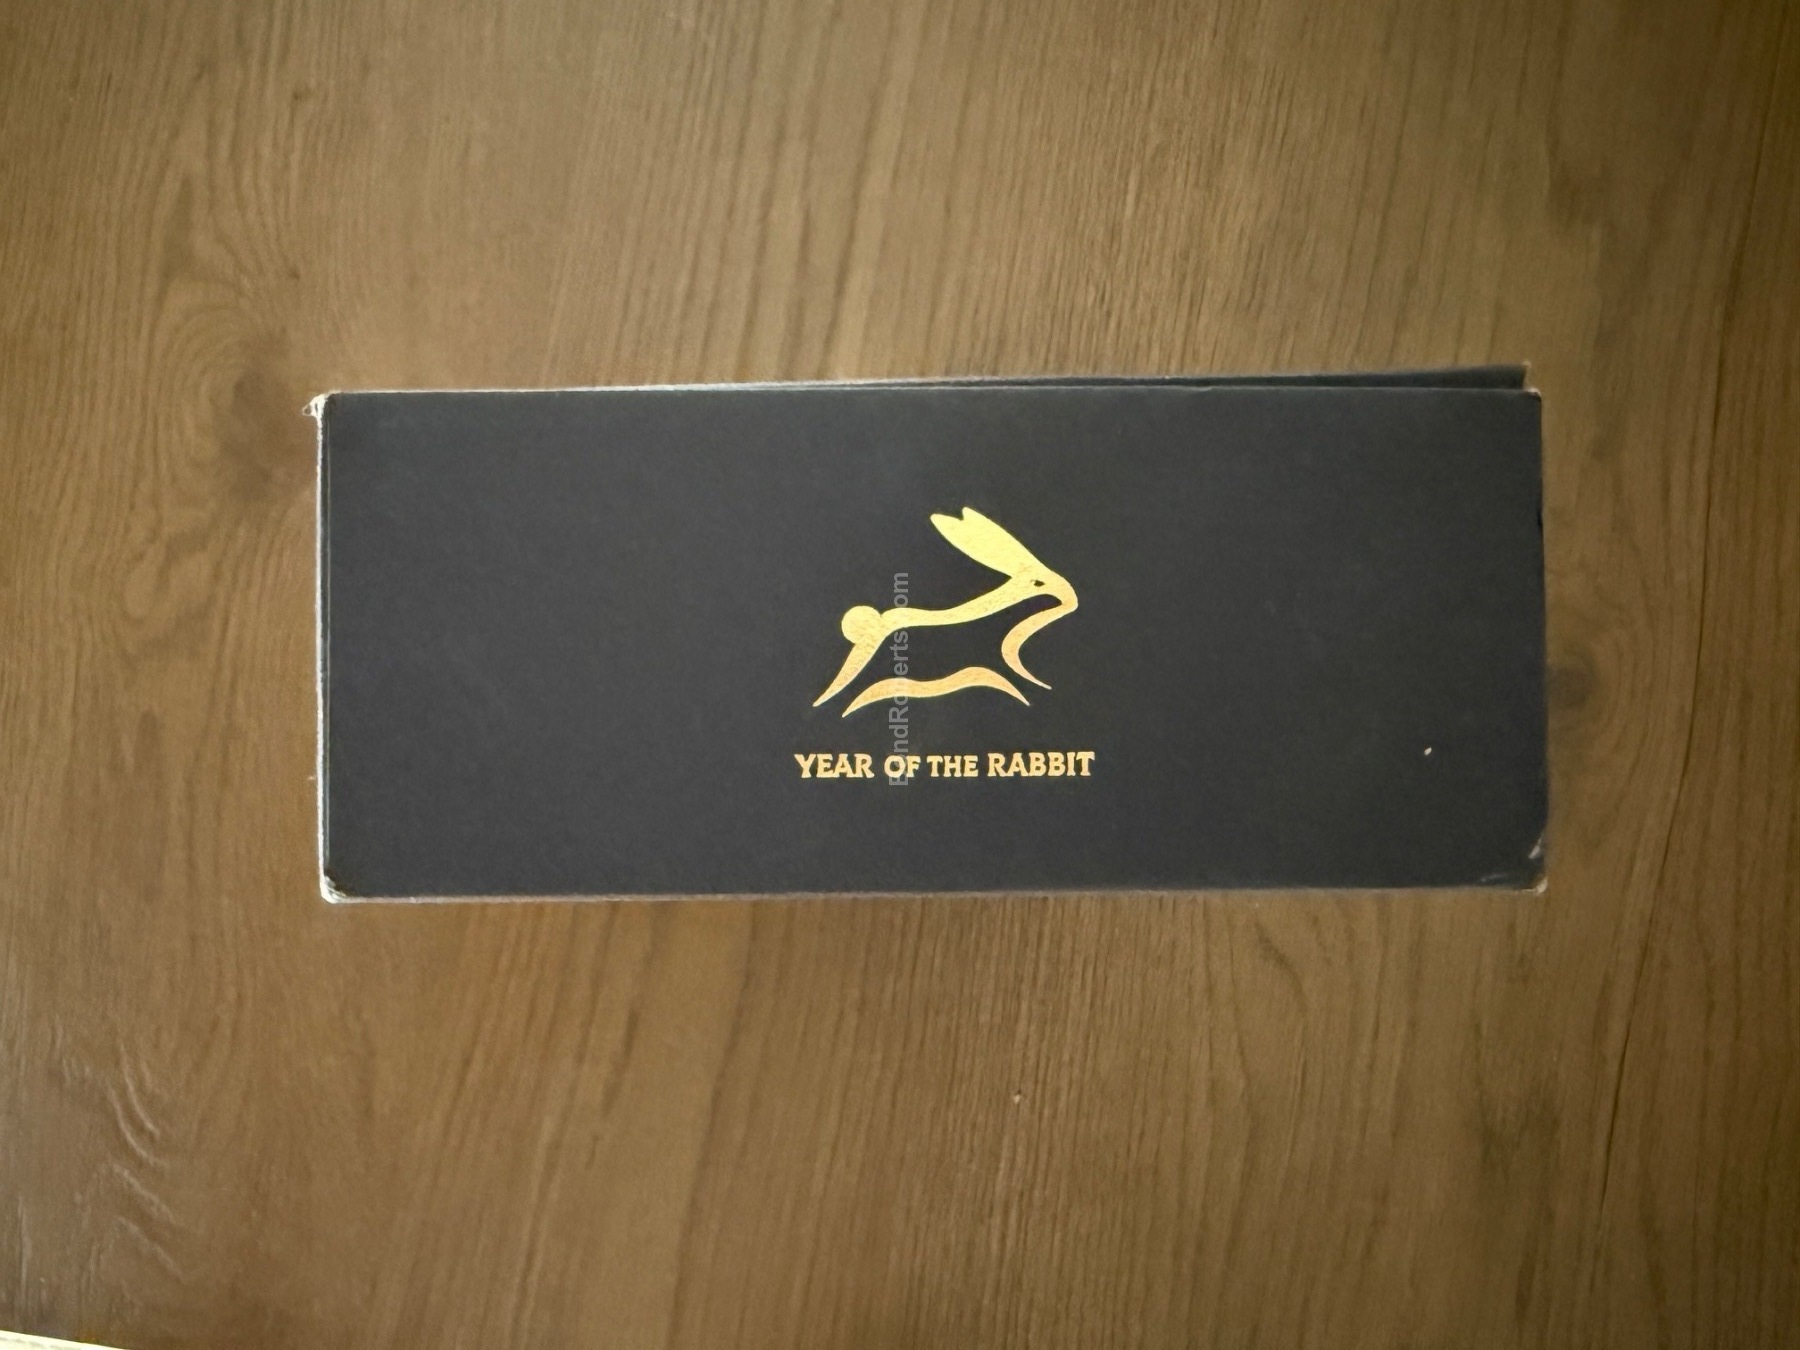 YEAR OF THE RABBIT